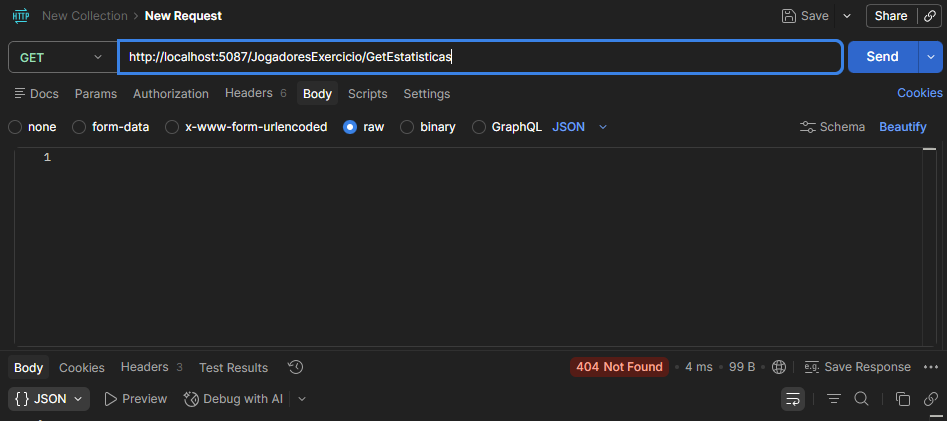 HTTP New Collection > New Request Save Share
GET http://localhost:5087/JogadoresExercicio/GetEstatisticas Send
Docs Params Authorization Headers 6 Body Scripts Settings Cookies
none form-data x-www-form-urlencoded raw binary GraphQL JSON Schema Beautify
1
Body Cookies Headers 3 Test Results 404 Not Found • 4 ms • 99 B • e.g. Save Response
{} JSON Preview Debug with AI